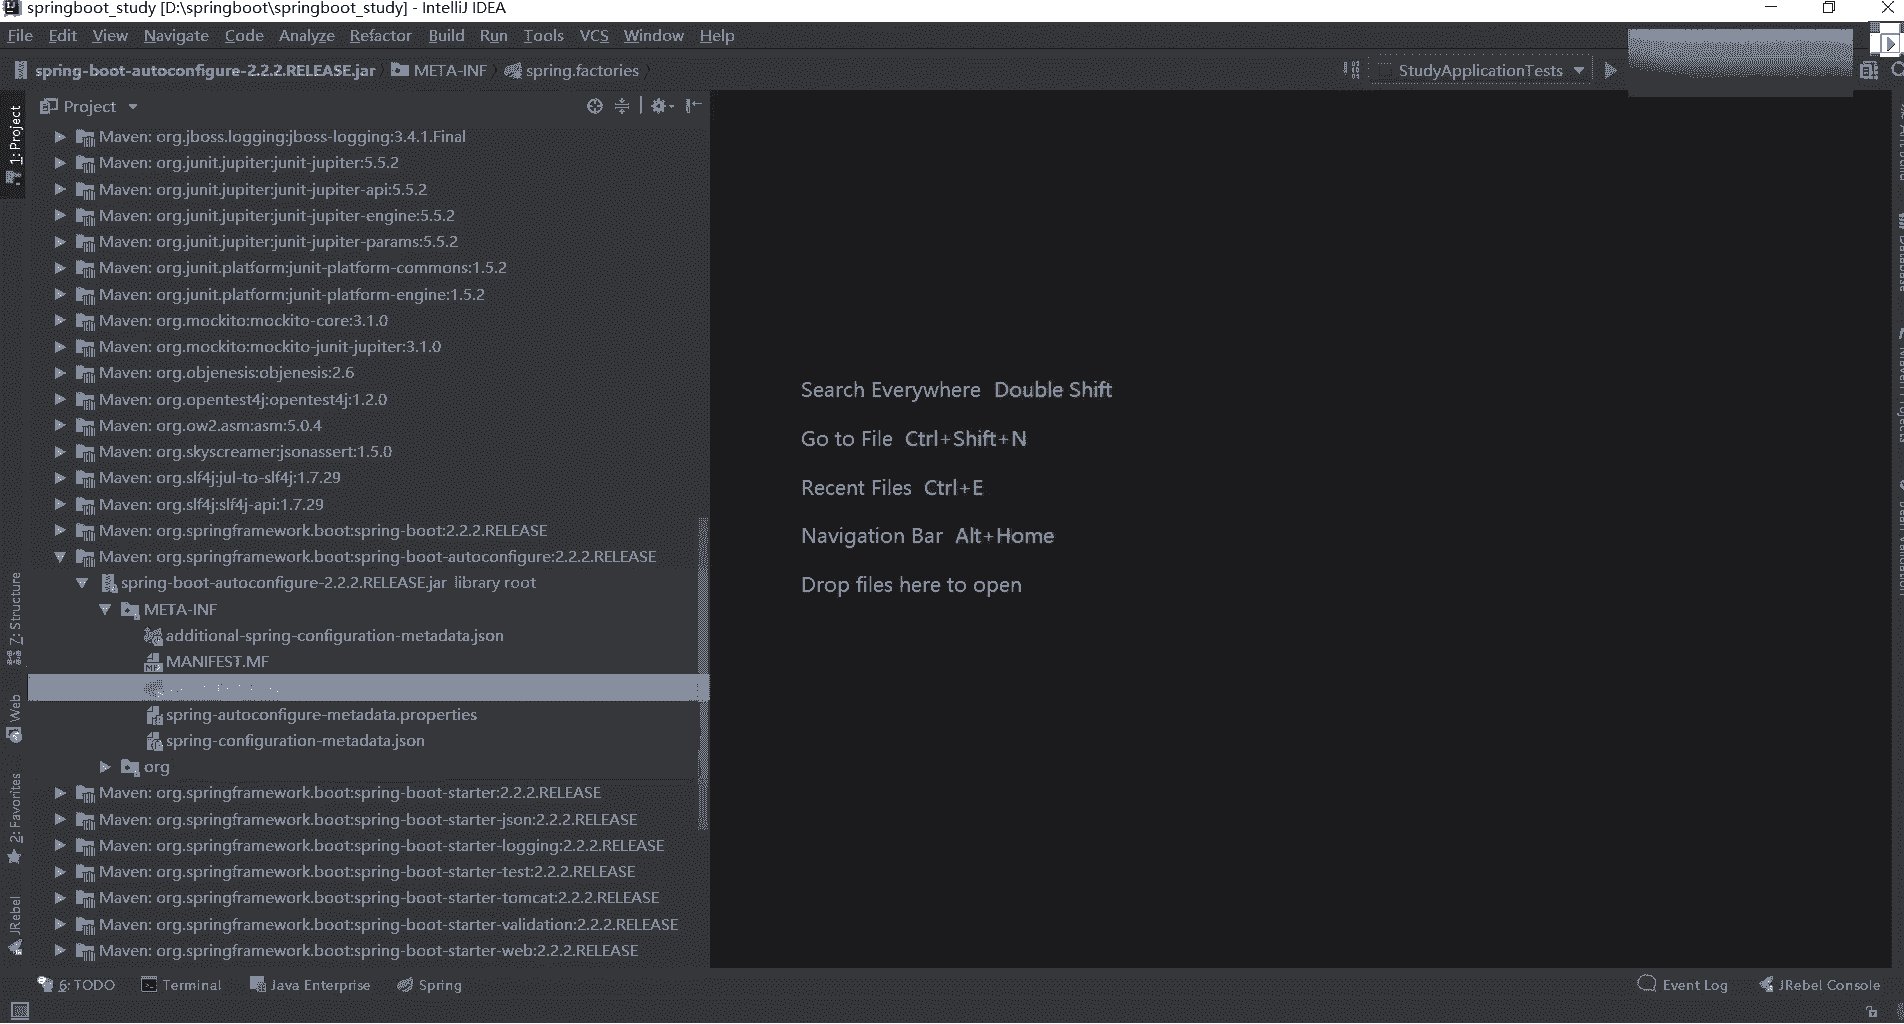 springboot_study [D:\springboot\springboot_study] - IntelliJ IDEA
File Edit View Navigate Code Analyze Refactor Build Run Tools VCS Window Help
spring-boot-autoconfigure-2.2.2.RELEASE.jar META-INF spring.factories StudyApplicationTests
Project
1: Project
Maven: org.jboss.logging:jboss-logging:3.4.1.Final
Maven: org.junit.jupiter:junit-jupiter:5.5.2
Maven: org.junit.jupiter:junit-jupiter-api:5.5.2
Maven: org.junit.jupiter:junit-jupiter-engine:5.5.2
Maven: org.junit.jupiter:junit-jupiter-params:5.5.2
Maven: org.junit.platform:junit-platform-commons:1.5.2
Maven: org.junit.platform:junit-platform-engine:1.5.2
Maven: org.mockito:mockito-core:3.1.0
Maven: org.mockito:mockito-junit-jupiter:3.1.0
Maven: org.objenesis:objenesis:2.6
Maven: org.opentest4j:opentest4j:1.2.0
Maven: org.ow2.asm:asm:5.0.4
Maven: org.skyscreamer:jsonassert:1.5.0
Maven: org.slf4j:jul-to-slf4j:1.7.29
Maven: org.slf4j:slf4j-api:1.7.29
Maven: org.springframework.boot:spring-boot:2.2.2.RELEASE
Maven: org.springframework.boot:spring-boot-autoconfigure:2.2.2.RELEASE
spring-boot-autoconfigure-2.2.2.RELEASE.jar library root
META-INF
additional-spring-configuration-metadata.json
MANIFEST.MF
spring-autoconfigure-metadata.properties
spring-configuration-metadata.json
org
Maven: org.springframework.boot:spring-boot-starter:2.2.2.RELEASE
Maven: org.springframework.boot:spring-boot-starter-json:2.2.2.RELEASE
Maven: org.springframework.boot:spring-boot-starter-logging:2.2.2.RELEASE
Maven: org.springframework.boot:spring-boot-starter-test:2.2.2.RELEASE
Maven: org.springframework.boot:spring-boot-starter-tomcat:2.2.2.RELEASE
Maven: org.springframework.boot:spring-boot-starter-validation:2.2.2.RELEASE
Maven: org.springframework.boot:spring-boot-starter-web:2.2.2.RELEASE
7: Structure
Web
2: Favorites
JRebel
Search Everywhere Double Shift
Go to File Ctrl+Shift+N
Recent Files Ctrl+E
Navigation Bar Alt+Home
Drop files here to open
6: TODO Terminal Java Enterprise Spring Event Log JRebel Console